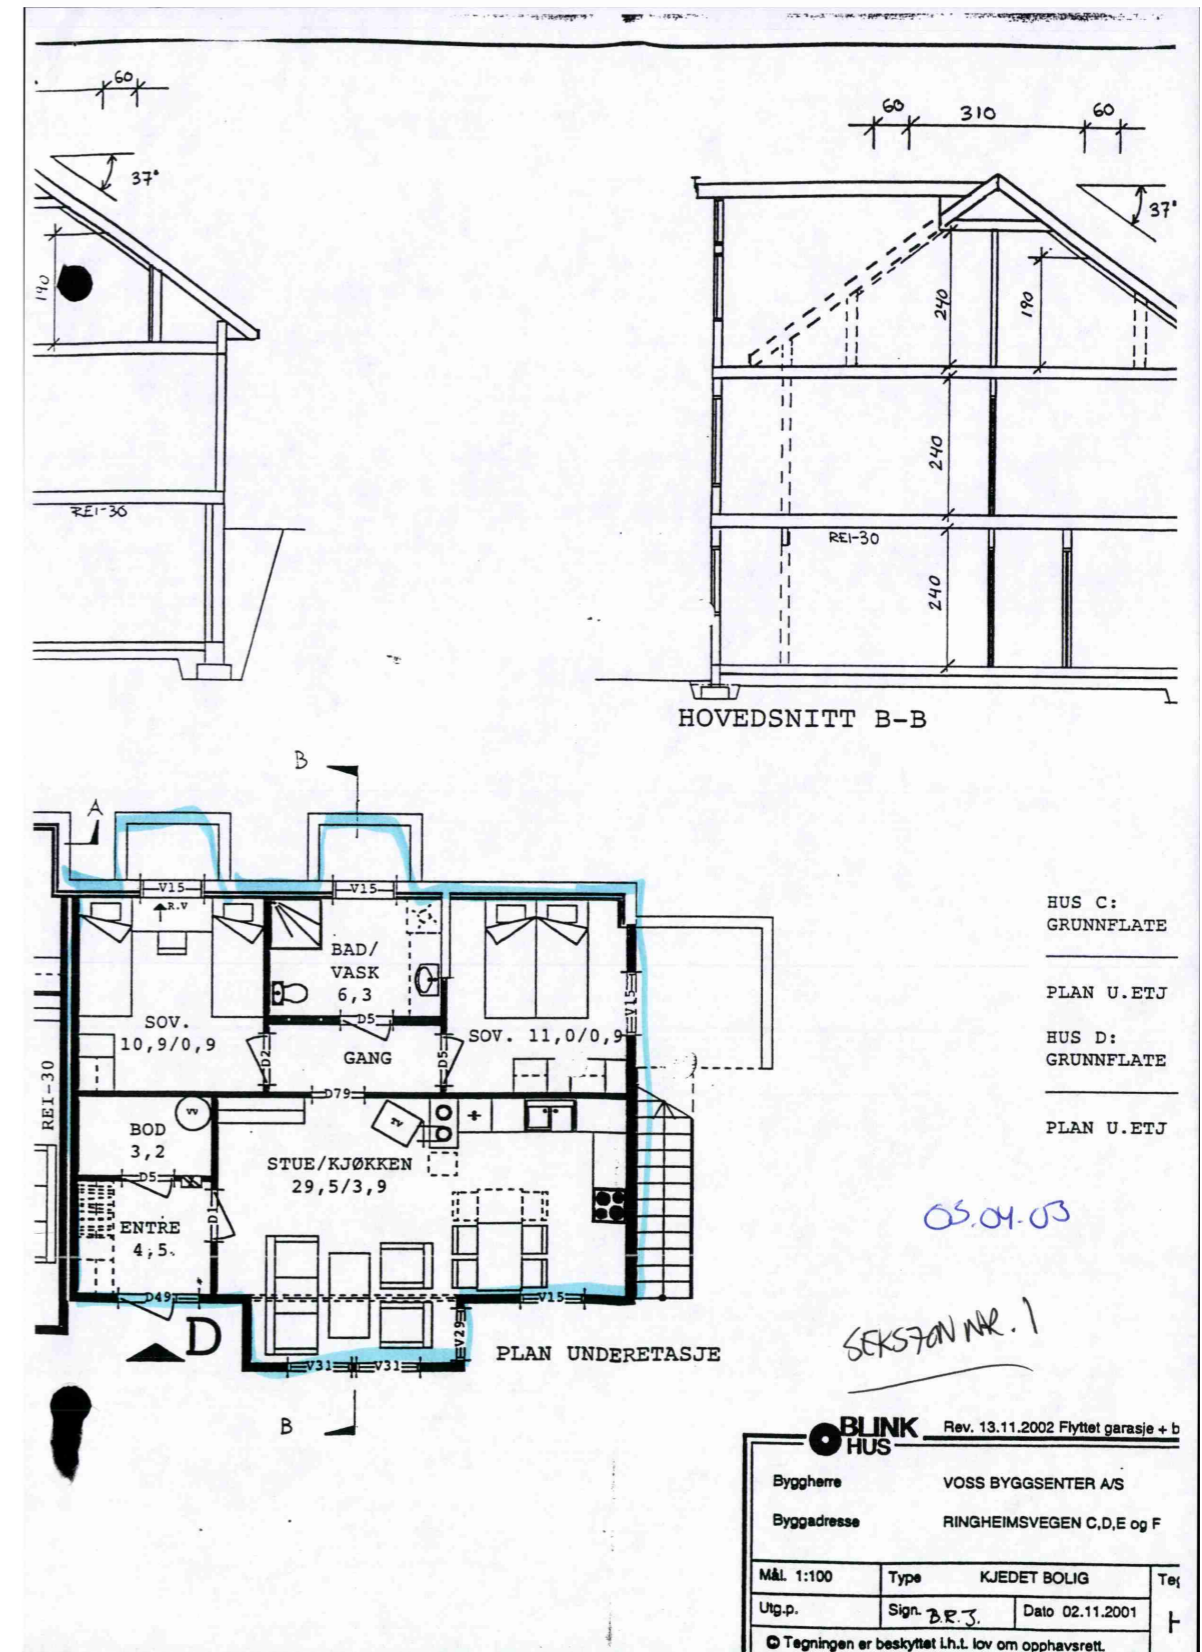 60
37°
190
REI-30
60 310 60
37°
240
190
240
REI-30
240
HOVEDSNITT B-B
B
A
V15
V15
R.V
BAD/
VASK
6,3
SOV.
10,9/0,9
D5
GANG
D2
D5
SOV. 11,0/0,9
V15
D79
REI-30
VV
BOD
3,2
TV
STUE/KJØKKEN
29,5/3,9
D5
D1
ENTRE
4,5
D49
D
V15
V29
V31
V31
PLAN UNDERETASJE
B
HUS C:
GRUNNFLATE
PLAN U.ETJ
HUS D:
GRUNNFLATE
PLAN U.ETJ
05.04.03
SEKSJON NR. 1
BLINK
HUS
Rev. 13.11.2002 Flyttet garasje + b
Byggherre VOSS BYGGSENTER A/S
Byggadresse RINGHEIMSVEGEN C,D,E og F
Mål. 1:100 Type KJEDET BOLIG
Utg.p. Sign. B.R.J. Dato 02.11.2001
© Tegningen er beskyttet i.h.t. lov om opphavsrett.